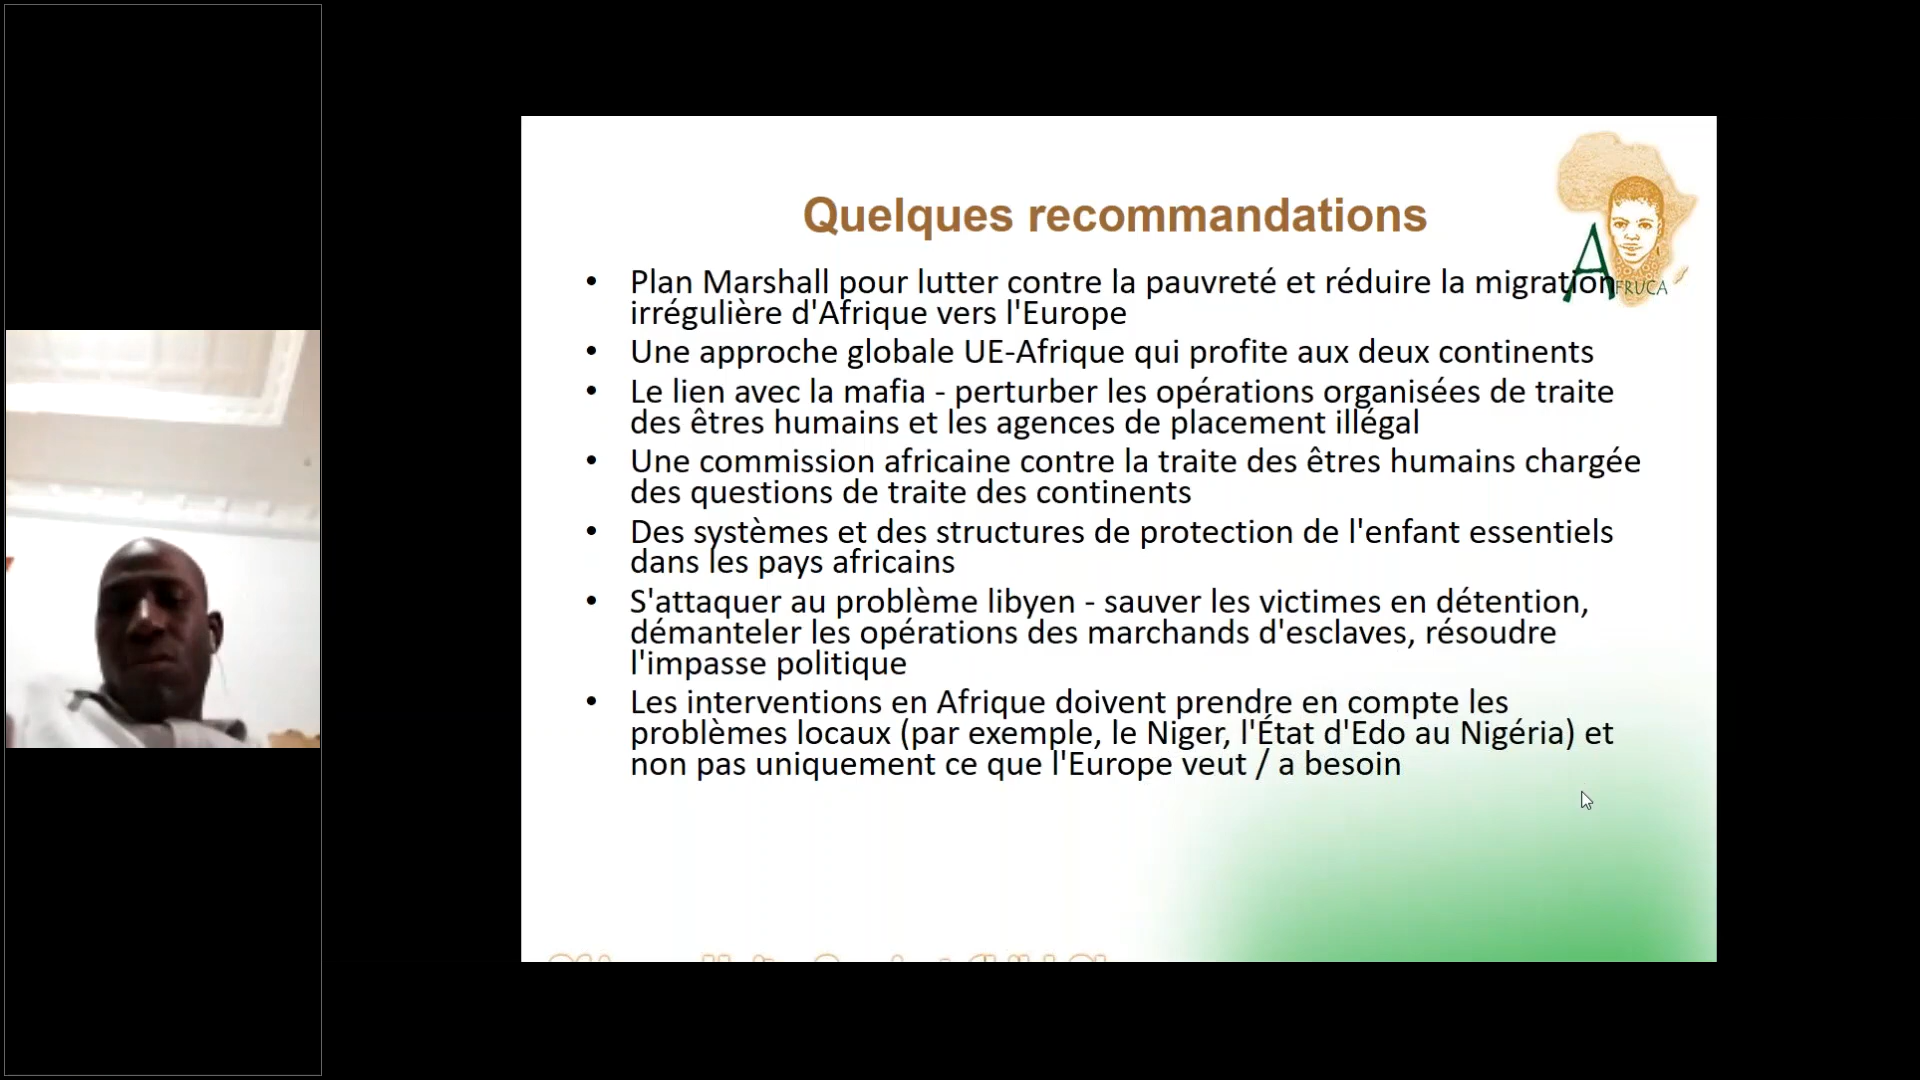 Quelques recommandations
AFRUCA
• Plan Marshall pour lutter contre la pauvreté et réduire la migration
irrégulière d'Afrique vers l'Europe
• Une approche globale UE-Afrique qui profite aux deux continents
• Le lien avec la mafia - perturber les opérations organisées de traite
des êtres humains et les agences de placement illégal
• Une commission africaine contre la traite des êtres humains chargée
des questions de traite des continents
• Des systèmes et des structures de protection de l'enfant essentiels
dans les pays africains
• S'attaquer au problème libyen - sauver les victimes en détention,
démanteler les opérations des marchands d'esclaves, résoudre
l'impasse politique
• Les interventions en Afrique doivent prendre en compte les
problèmes locaux (par exemple, le Niger, l'État d'Edo au Nigéria) et
non pas uniquement ce que l'Europe veut / a besoin